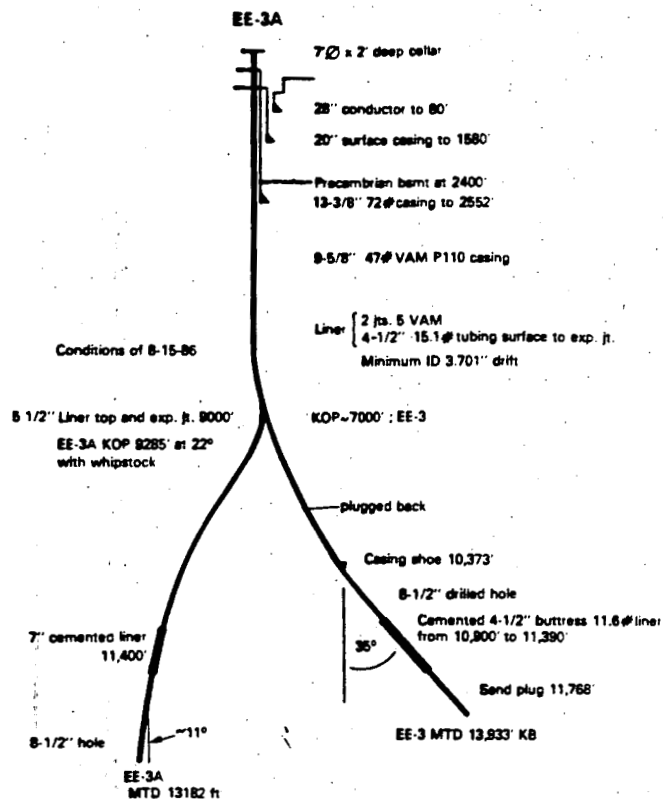 EE-3A
7'Ø x 2' deep cellar
28'' conductor to 80'
20'' surface casing to 1580'
Precambrian bsmt at 2400'
13-3/8'' 72# casing to 2552'
9-5/8'' 47# VAM P110 casing
Liner { 2 jts. 5 VAM
4-1/2'' 15.1# tubing surface to exp. jt.
Minimum ID 3.701'' drift
Conditions of 8-15-86
5 1/2'' Liner top and exp. jt. 9000'
KOP~7000' ; EE-3
EE-3A KOP 9285' at 22°
with whipstock
plugged back
Casing shoe 10,373'
8-1/2'' drilled hole
Cemented 4-1/2'' buttress 11.6# liner
from 10,900' to 11,390'
7'' cemented liner
11,400'
35°
Sand plug 11,768'
8-1/2'' hole
~11°
EE-3 MTD 13,933' KB
EE-3A
MTD 13182 ft